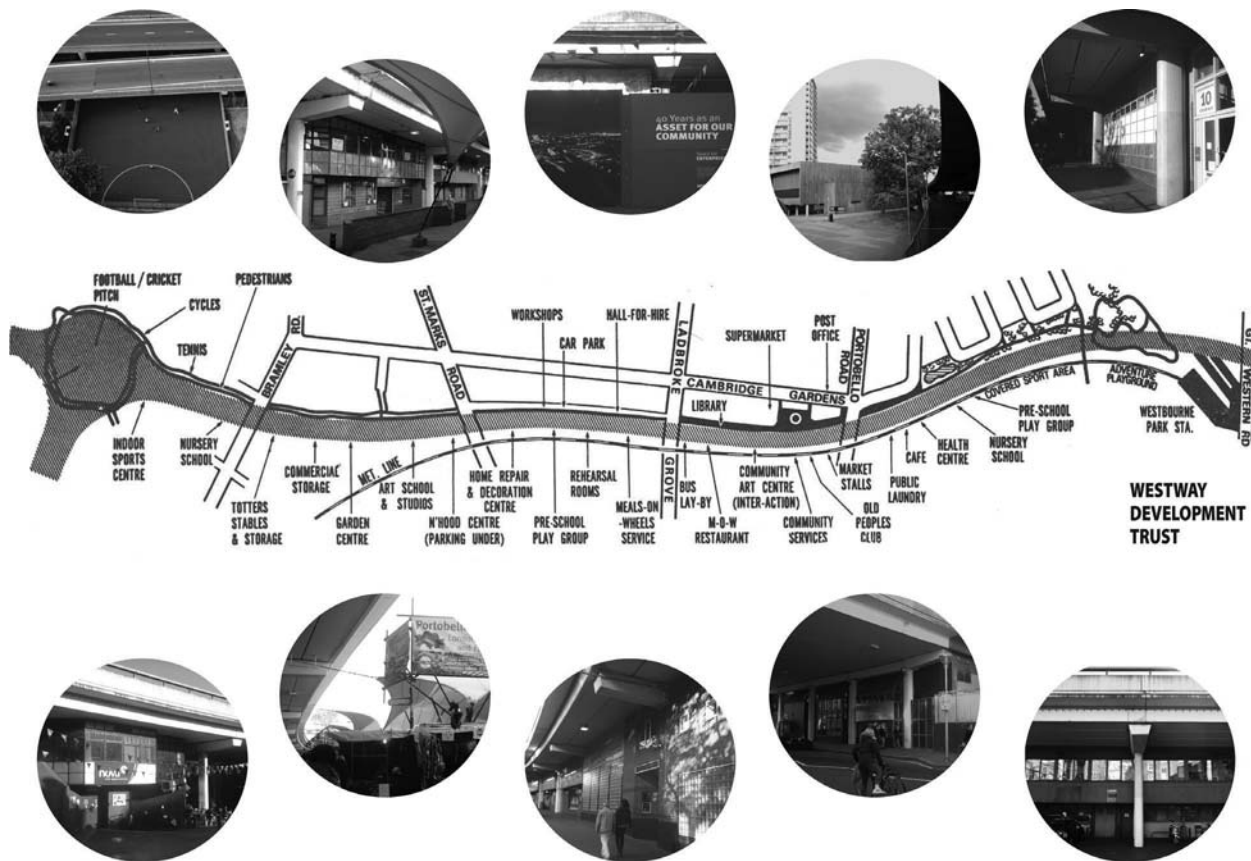 40 Years as an
ASSET FOR OUR
COMMUNITY
ENTERPRIS
10
FOOTBALL / CRICKET
PITCH
PEDESTRIANS
CYCLES
TENNIS
BRAMLEY RD.
ST. MARKS ROAD
WORKSHOPS
CAR PARK
HALL-FOR-HIRE
LADBROKE GROVE
SUPERMARKET
POST
OFFICE
PORTOBELLO
ROAD
CAMBRIDGE GARDENS
LIBRARY
COVERED SPORT AREA
ADVENTURE
PLAYGROUND
GT. WESTERN RD
WESTBOURNE
PARK STA.
INDOOR
SPORTS
CENTRE
NURSERY
SCHOOL
TOTTERS
STABLES
& STORAGE
COMMERCIAL
STORAGE
GARDEN
CENTRE
MET. LINE
ART SCHOOL
& STUDIOS
N'HOOD CENTRE
(PARKING UNDER)
HOME REPAIR
& DECORATION
CENTRE
PRE-SCHOOL
PLAY GROUP
REHEARSAL
ROOMS
MEALS-ON
-WHEELS
SERVICE
BUS
LAY-BY
M-O-W
RESTAURANT
COMMUNITY
ART CENTRE
(INTER-ACTION)
COMMUNITY
SERVICES
OLD
PEOPLES
CLUB
MARKET
STALLS
PUBLIC
LAUNDRY
CAFE
HEALTH
CENTRE
NURSERY
SCHOOL
PRE-SCHOOL
PLAY GROUP
WESTWAY
DEVELOPMENT
TRUST
Portobell
nuvu